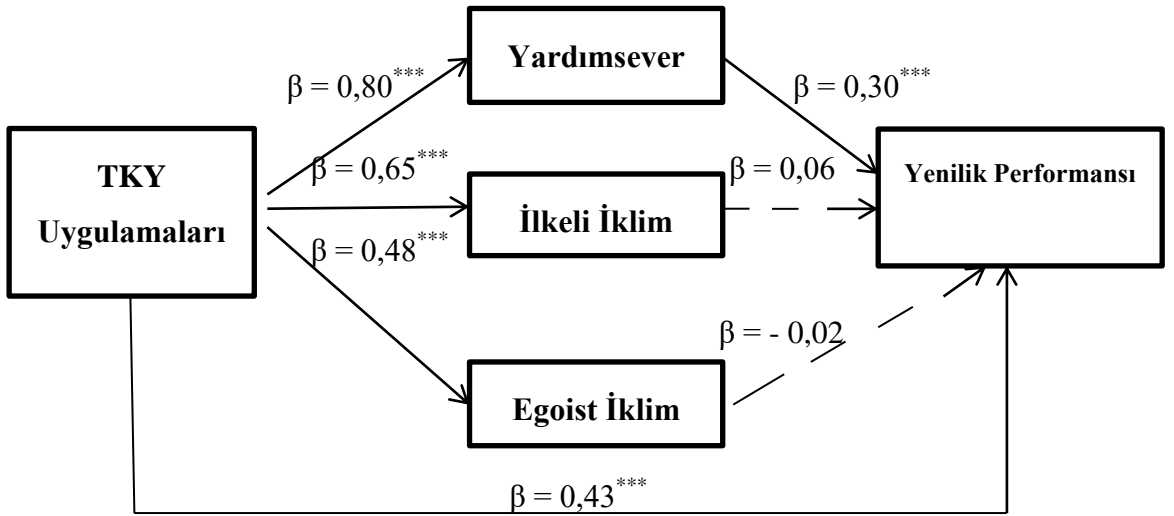 Yardımsever
β = 0,80***
β = 0,30***
TKY
Uygulamaları
β = 0,65***
β = 0,06
Yenilik Performansı
İlkeli İklim
β = 0,48***
β = - 0,02
Egoist İklim
β = 0,43***